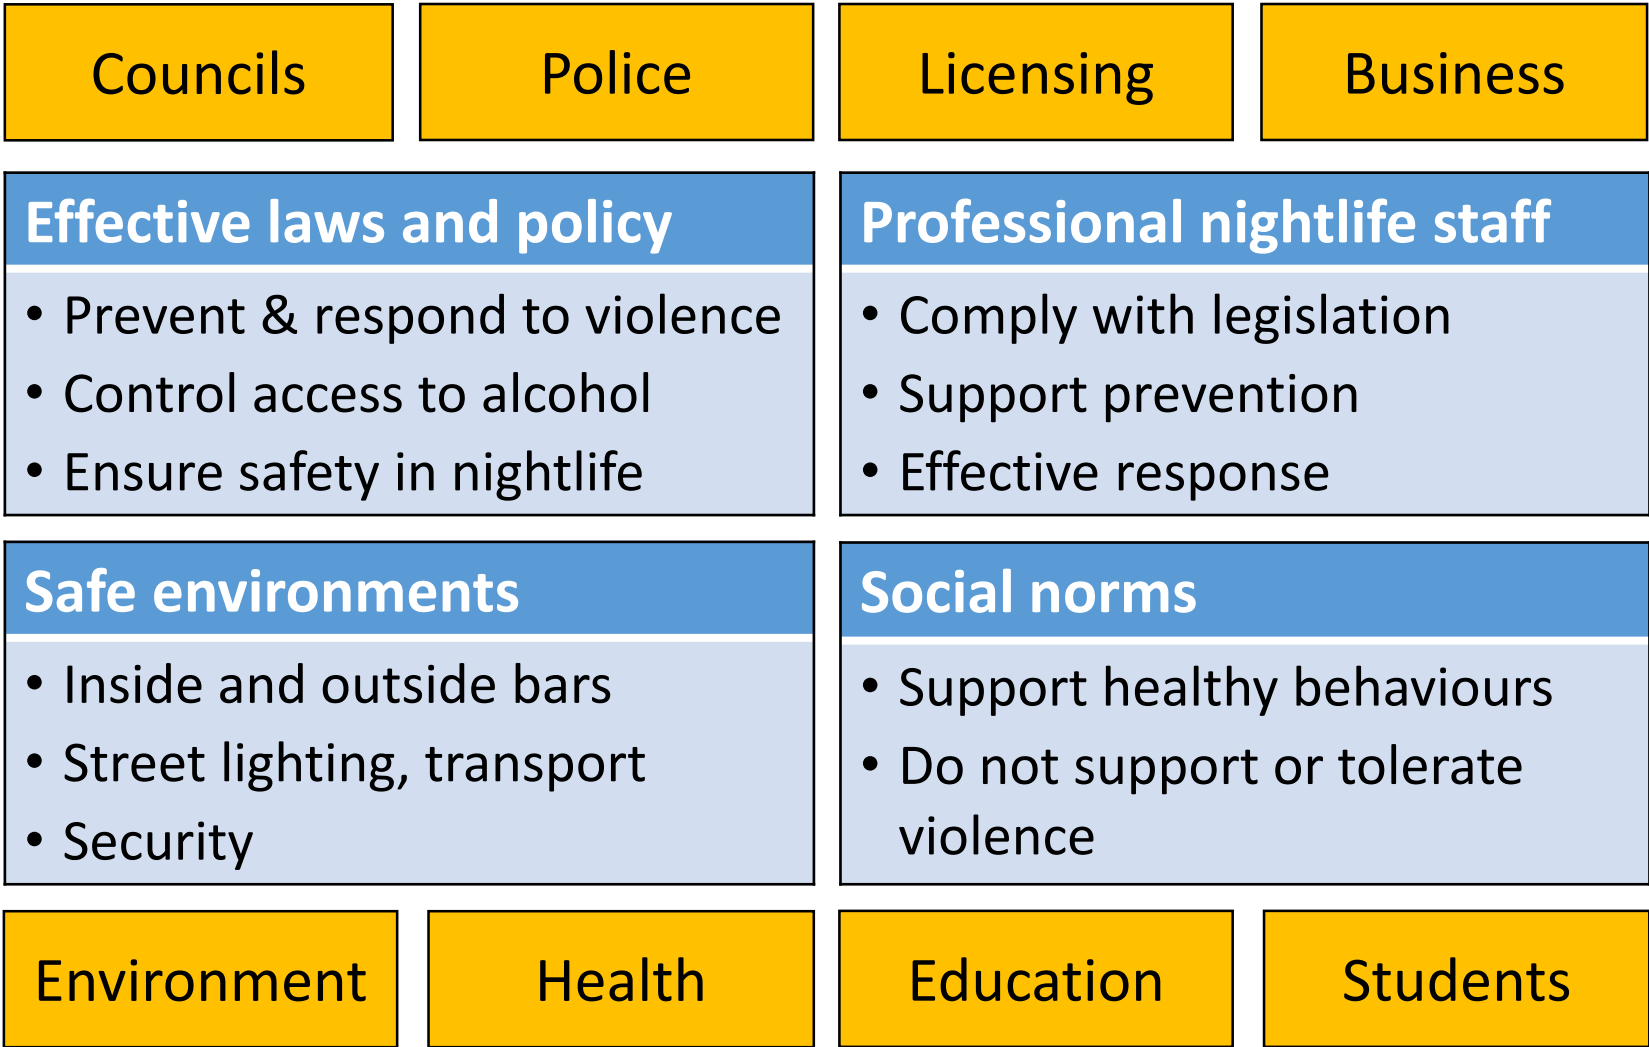 Councils
Police
Licensing
Business
Effective laws and policy
• Prevent & respond to violence
• Control access to alcohol
• Ensure safety in nightlife
Professional nightlife staff
• Comply with legislation
• Support prevention
• Effective response
Safe environments
• Inside and outside bars
• Street lighting, transport
• Security
Social norms
• Support healthy behaviours
• Do not support or tolerate
violence
Environment
Health
Education
Students